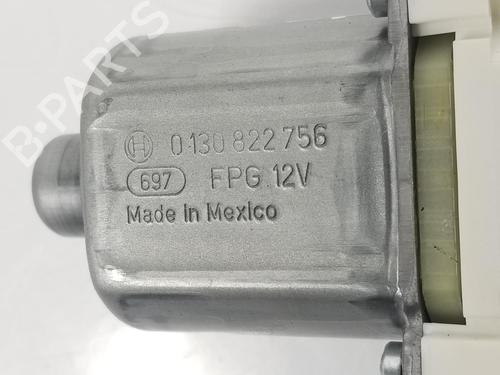 B-PARTS
0 130 822 756
697 FPG 12V
Made in Mexico